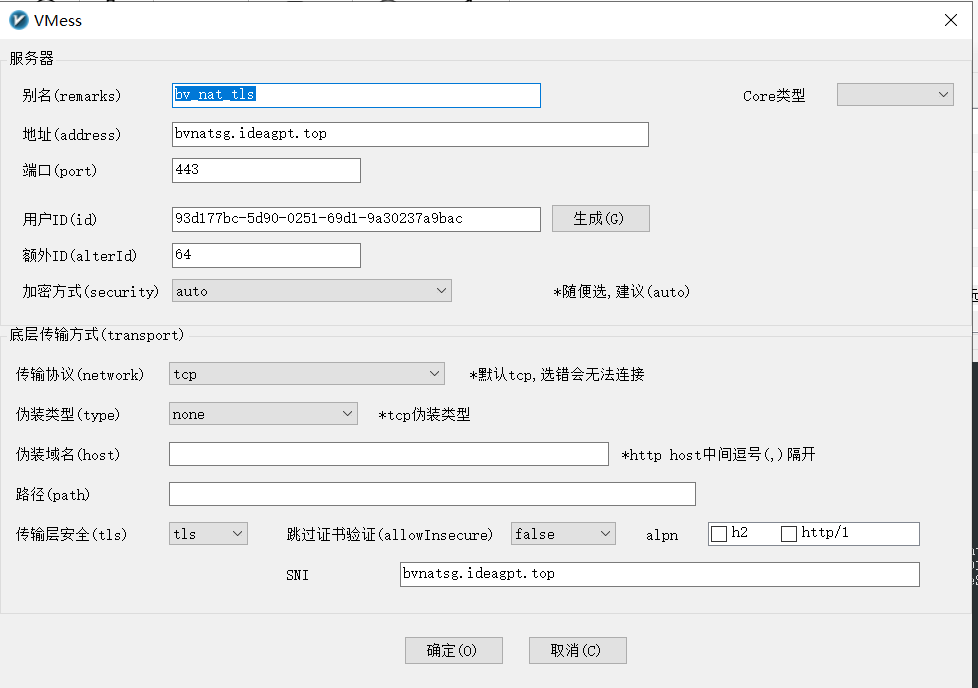 VMess
服务器
别名(remarks) bv_nat_tls Core类型
地址(address) bvnatsg.ideagpt.top
端口(port) 443
用户ID(id) 93d177bc-5d90-0251-69d1-9a30237a9bac 生成(G)
额外ID(alterId) 64
加密方式(security) auto *随便选,建议(auto)
底层传输方式(transport)
传输协议(network) tcp *默认tcp,选错会无法连接
伪装类型(type) none *tcp伪装类型
伪装域名(host) *http host中间逗号(,)隔开
路径(path)
传输层安全(tls) tls 跳过证书验证(allowInsecure) false alpn h2 http/1
SNI bvnatsg.ideagpt.top
确定(O) 取消(C)